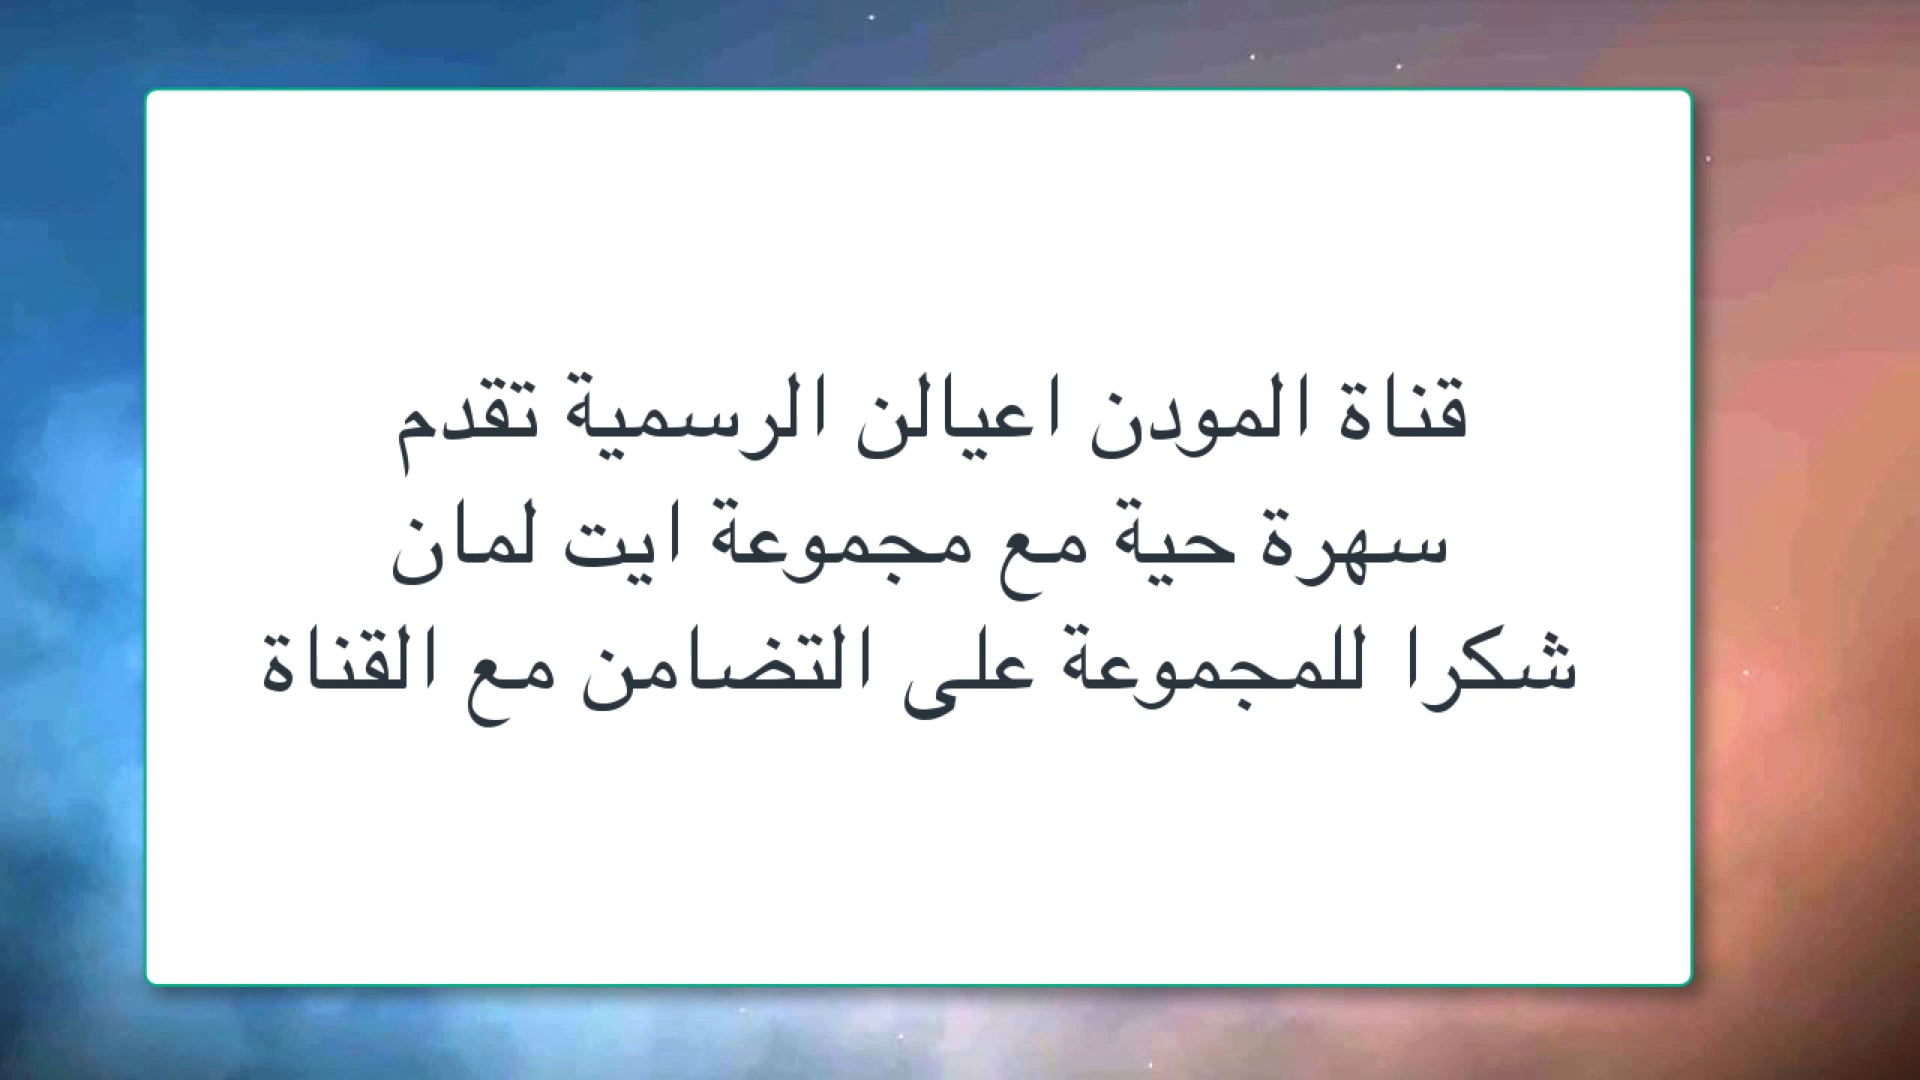 قناة المودن اعيالن الرسمية تقدم
سهرة حية مع مجموعة ايت لمان
شكرا للمجموعة على التضامن مع القناة